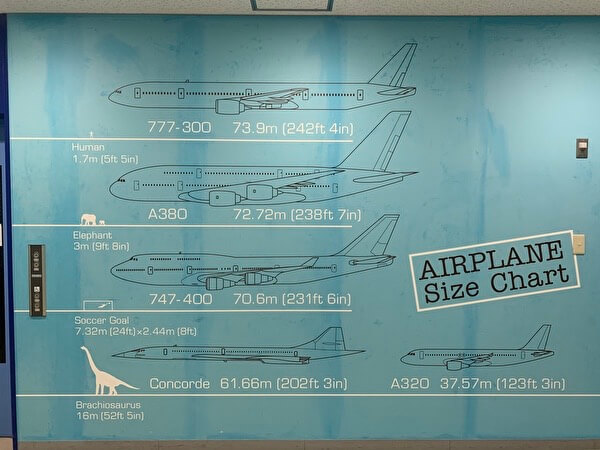 777-300 73.9m (242ft 4in)
Human
1.7m (5ft 5in)
A380 72.72m (238ft 7in)
Elephant
3m (9ft 8in)
747-400 70.6m (231ft 6in)
AIRPLANE
Size Chart
Soccer Goal
7.32m (24ft)×2.44m (8ft)
Concorde 61.66m (202ft 3in)
A320 37.57m (123ft 3in)
Brachiosaurus
16m (52ft 5in)